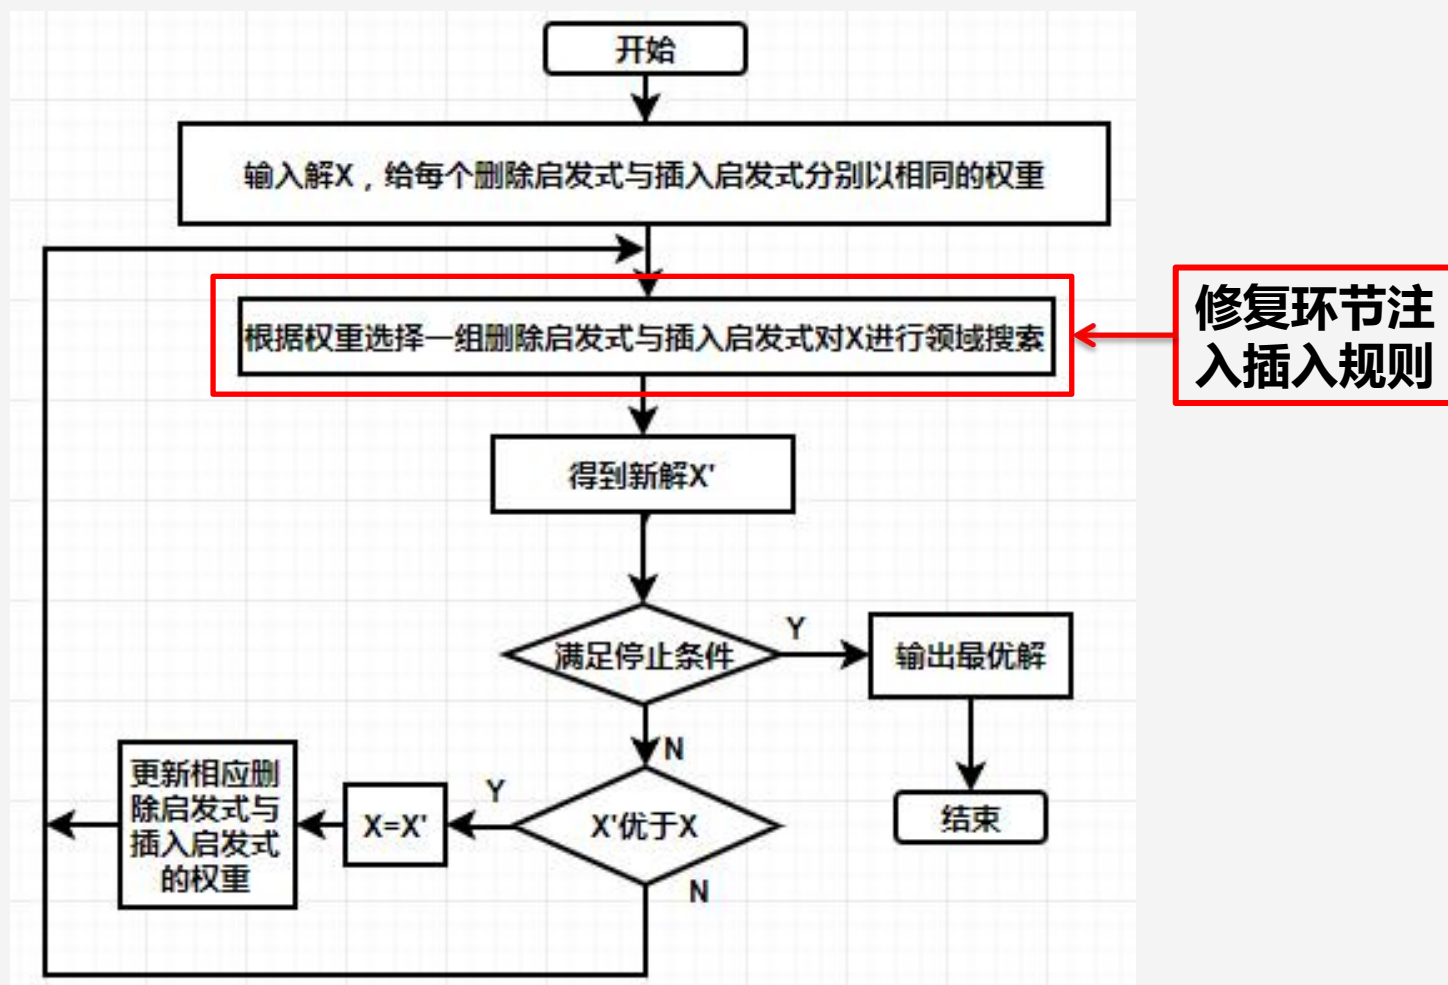 开始
输入解X，给每个删除启发式与插入启发式分别以相同的权重
根据权重选择一组删除启发式与插入启发式对X进行领域搜索
修复环节注
入插入规则
得到新解X'
满足停止条件
Y
输出最优解
N
更新相应删
除启发式与
插入启发式
的权重
X=X'
Y
X'优于X
结束
N